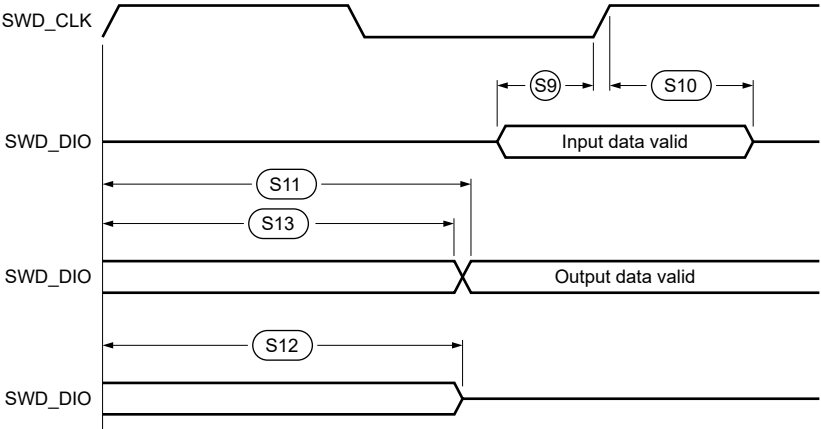 SWD_CLK
S9
S10
SWD_DIO
Input data valid
S11
S13
SWD_DIO
Output data valid
S12
SWD_DIO